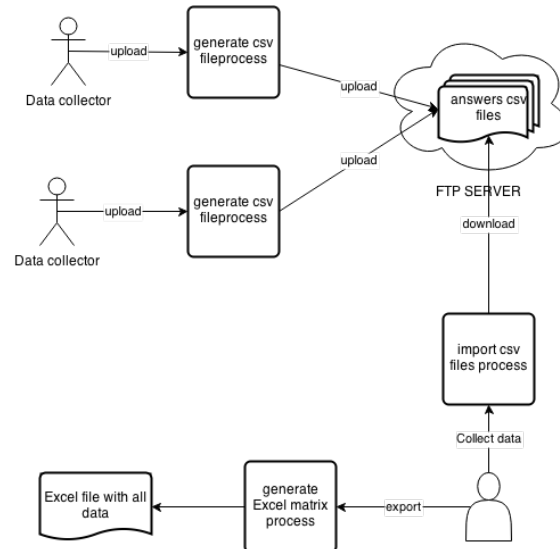 upload
generate csv
fileprocess
Data collector
upload
answers csv
files
upload
FTP SERVER
upload
generate csv
fileprocess
Data collector
download
import csv
files process
Collect data
Excel file with all
data
generate
Excel matrix
process
export